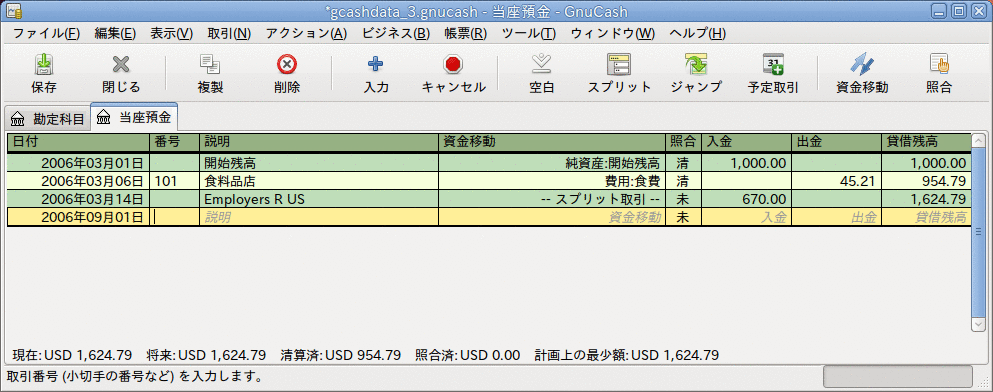 *gcashdata_3.gnucash - 当座預金 - GnuCash
ファイル(F) 編集(E) 表示(V) 取引(N) アクション(A) ビジネス(B) 帳票(R) ツール(T) ウィンドウ(W) ヘルプ(H)
保存 閉じる 複製 削除 入力 キャンセル 空白 スプリット ジャンプ 予定取引 資金移動 照合
勘定科目 当座預金
日付 番号 説明 資金移動 照合 入金 出金 貸借残高
2006年03月01日 開始残高 純資産:開始残高 清 1,000.00 1,000.00
2006年03月06日 101 食料品店 費用:食費 清 45.21 954.79
2006年03月14日 Employers R US -- スプリット取引 -- 未 670.00 1,624.79
2006年09月01日 説明 資金移動 未 入金 出金 貸借残高
現在: USD 1,624.79 将来: USD 1,624.79 清算済: USD 954.79 照合済: USD 0.00 計画上の最少額: USD 1,624.79
取引番号 (小切手の番号など) を入力します。